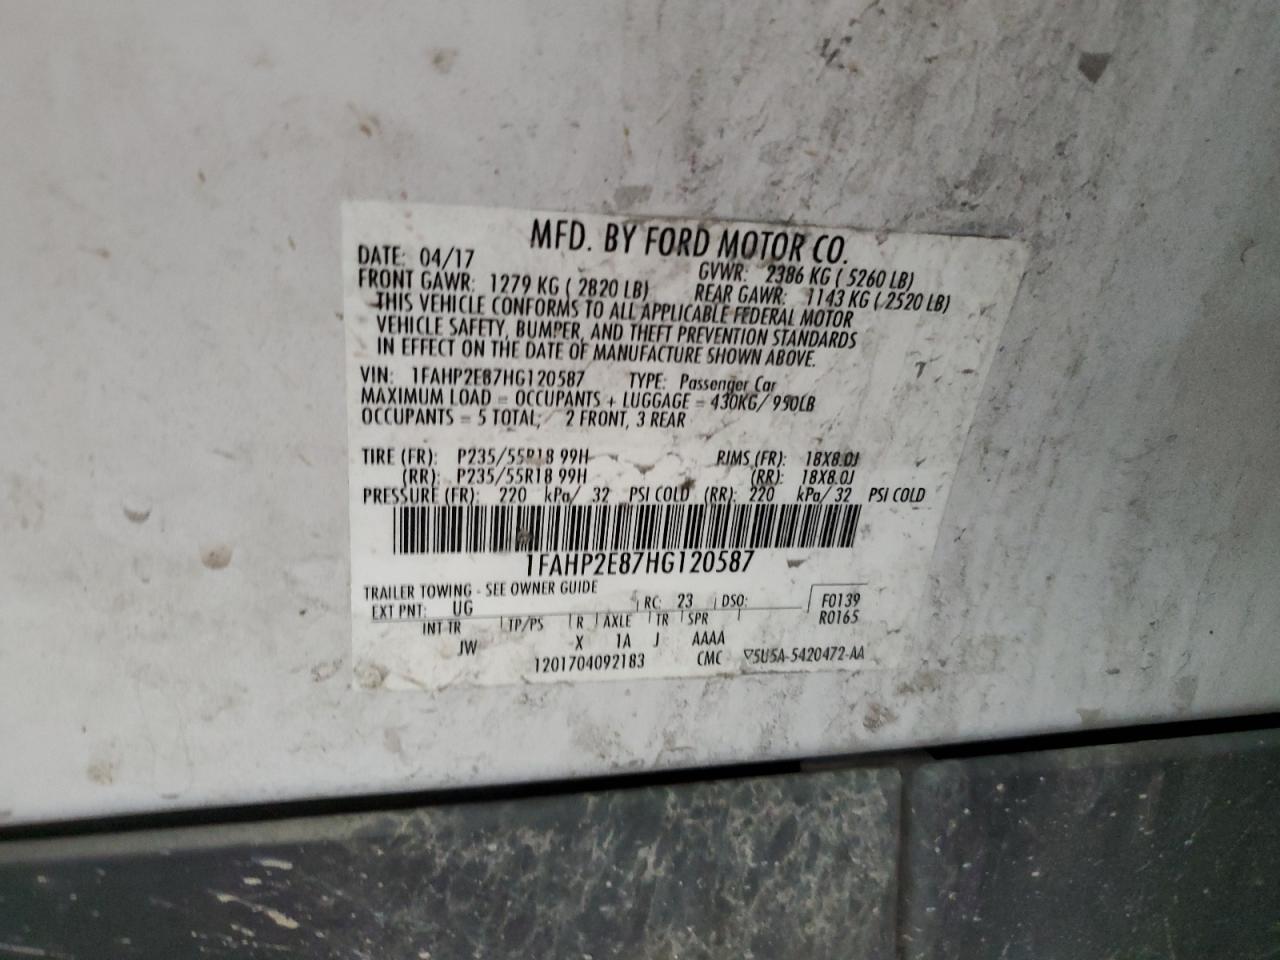 MFD. BY FORD MOTOR CO.
DATE: 04/17 GVWR: 2386 KG ( 5260 LB)
FRONT GAWR: 1279 KG ( 2820 LB) REAR GAWR: 1143 KG ( 2520 LB)
THIS VEHICLE CONFORMS TO ALL APPLICABLE FEDERAL MOTOR
VEHICLE SAFETY, BUMPER, AND THEFT PREVENTION STANDARDS
IN EFFECT ON THE DATE OF MANUFACTURE SHOWN ABOVE.
VIN: 1FAHP2E87HG120587 TYPE: Passenger Car
MAXIMUM LOAD = OCCUPANTS + LUGGAGE = 430KG/ 950LB
OCCUPANTS = 5 TOTAL; 2 FRONT, 3 REAR
TIRE (FR): P235/55R18 99H RIMS (FR): 18X8.0J
(RR): P235/55R18 99H (RR): 18X8.0J
PRESSURE (FR): 220 kPa/ 32 PSI COLD (RR): 220 kPa/ 32 PSI COLD
1FAHP2E87HG120587
TRAILER TOWING - SEE OWNER GUIDE
EXT PNT: UG RC: 23 DSO: F0139
INT TR TP/PS R AXLE TR SPR R0165
JW X 1A J AAAA
1201704092183 CMC ▽5U5A-5420472-AA